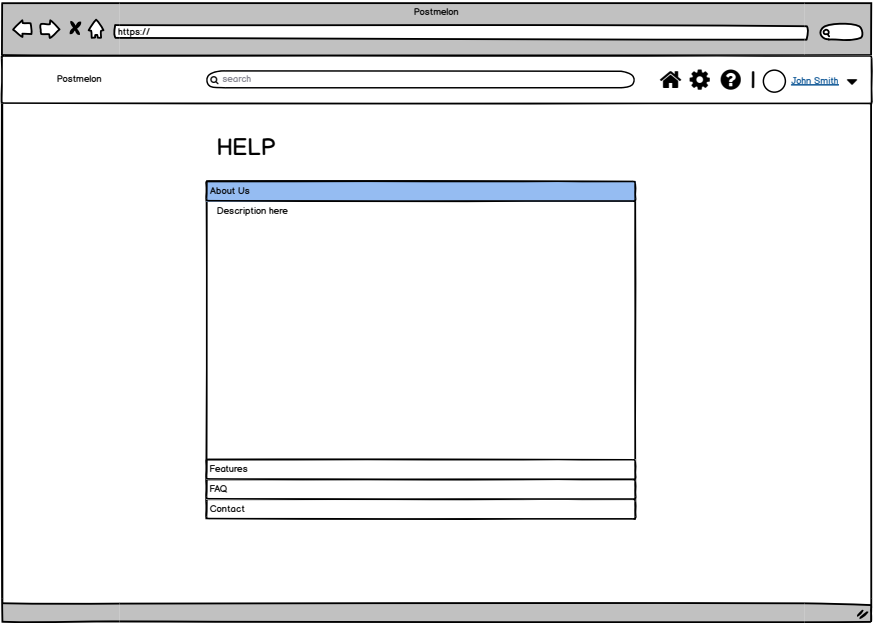 Postmelon
https://
Postmelon
search
John Smith
HELP
About Us
Description here
Features
FAQ
Contact